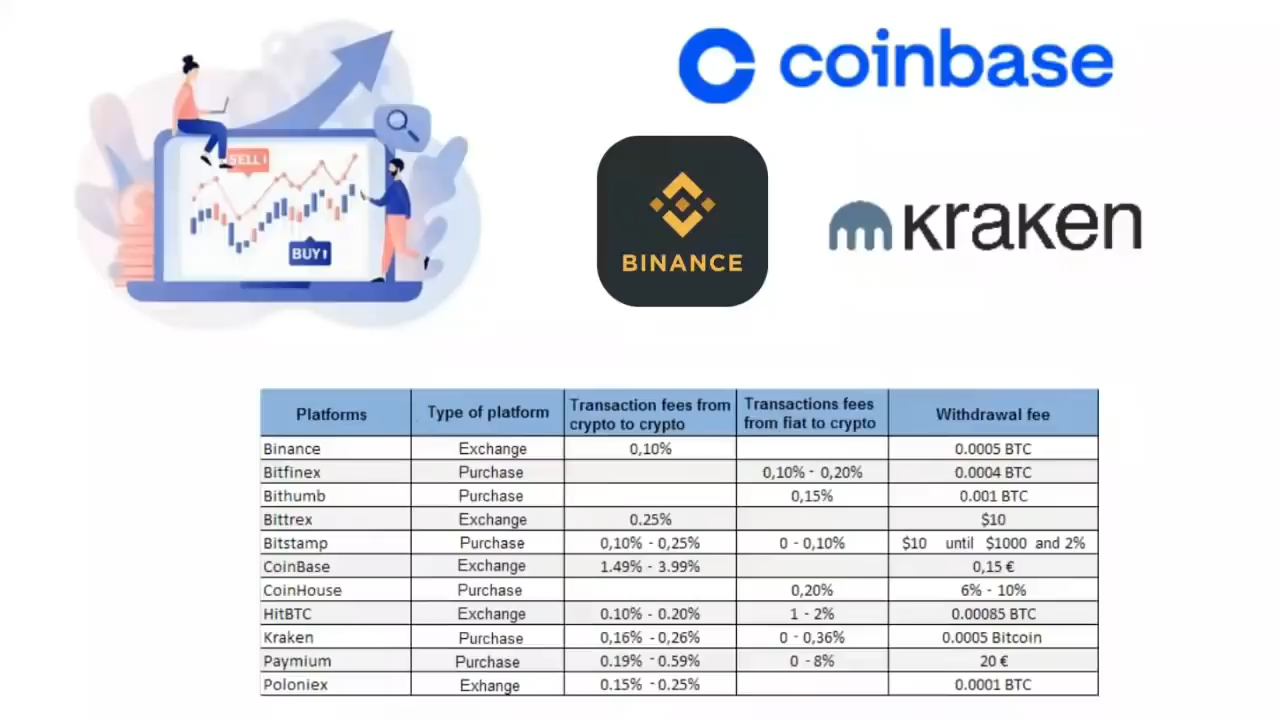 coinbase
SELL
BUY
BINANCE
kraken
Platforms Type of platform Transaction fees from crypto to crypto Transactions fees from fiat to crypto Withdrawal fee
Binance Exchange 0,10% 0.0005 BTC
Bitfinex Purchase 0,10% - 0,20% 0.0004 BTC
Bithumb Purchase 0,15% 0.001 BTC
Bittrex Exchange 0.25% $10
Bitstamp Purchase 0,10% - 0,25% 0 - 0,10% $10 until $1000 and 2%
CoinBase Exchange 1.49% - 3.99% 0,15 €
CoinHouse Purchase 0,20% 6% - 10%
HitBTC Exchange 0.10% - 0.20% 1 - 2% 0.00085 BTC
Kraken Purchase 0,16% - 0,26% 0 - 0,36% 0.0005 Bitcoin
Paymium Purchase 0.19% - 0.59% 0 - 8% 20 €
Poloniex Exhange 0.15% - 0.25% 0.0001 BTC